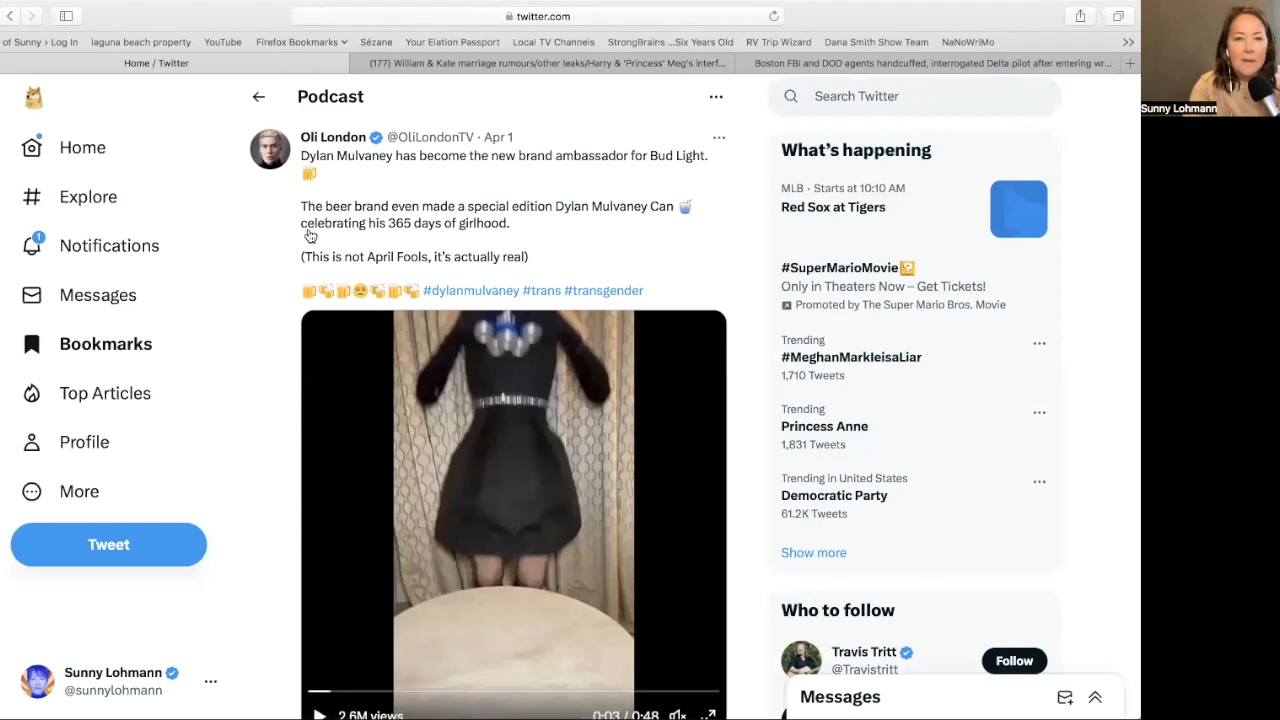 twitter.com
of Sunny › Log In
laguna beach property
YouTube
Firefox Bookmarks
Sézane
Your Elation Passport
Local TV Channels
StrongBrains ...Six Years Old
RV Trip Wizard
Dana Smith Show Team
NaNoWriMo
Home / Twitter
(177) William & Kate marriage rumours/other leaks/Harry & 'Princess' Meg's interf...
Boston FBI and DOD agents handcuffed, interrogated Delta pilot after entering wr...
Sunny Lohmann
Home
Explore
1
Notifications
Messages
Bookmarks
Top Articles
Profile
More
Tweet
Sunny Lohmann
@sunnylohmann
Podcast
Oli London @OliLondonTV · Apr 1
Dylan Mulvaney has become the new brand ambassador for Bud Light.
🍻
The beer brand even made a special edition Dylan Mulvaney Can 🥤
celebrating his 365 days of girlhood.
(This is not April Fools, it's actually real)
#dylanmulvaney #trans #transgender
2.6M views
0:03 / 0:48
Search Twitter
What's happening
MLB · Starts at 10:10 AM
Red Sox at Tigers
#SuperMarioMovie
Only in Theaters Now – Get Tickets!
Promoted by The Super Mario Bros. Movie
Trending
#MeghanMarkleisaLiar
1,710 Tweets
Trending
Princess Anne
1,831 Tweets
Trending in United States
Democratic Party
61.2K Tweets
Show more
Who to follow
Travis Tritt
@Travistritt
Follow
Messages